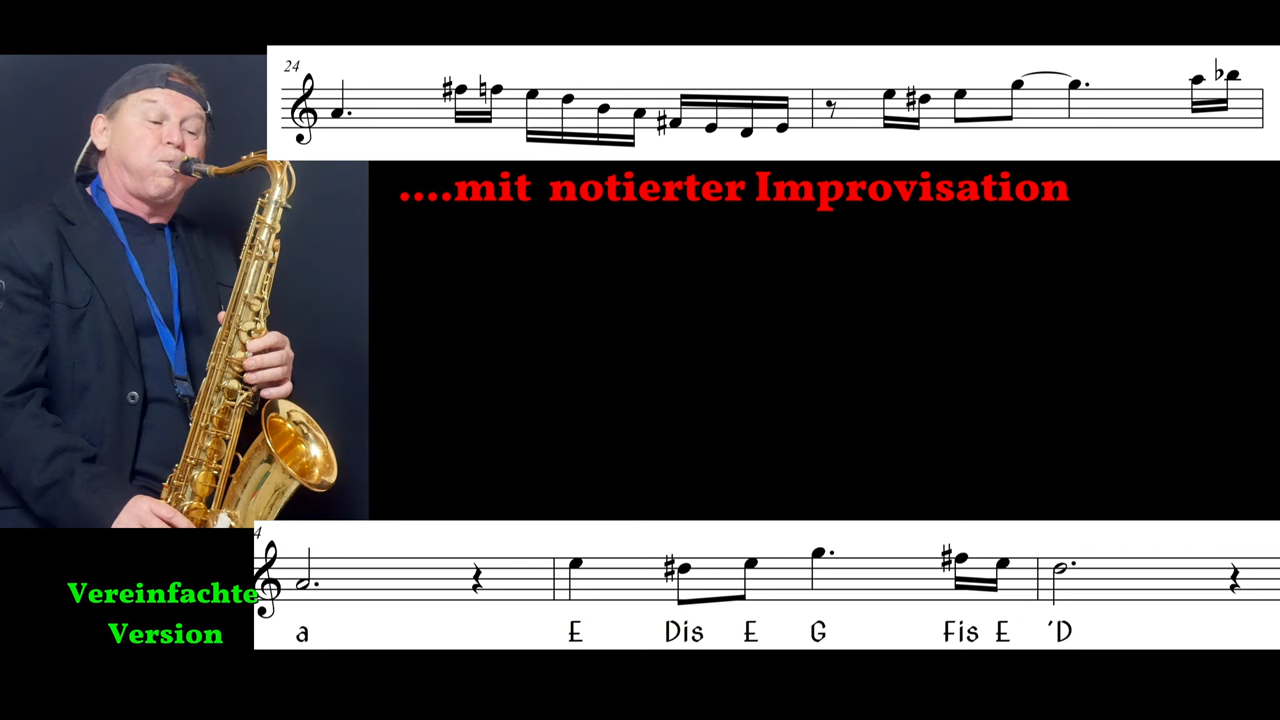 24
....mit notierter Improvisation
4
Vereinfachte
Version
a E Dis E G Fis E 'D